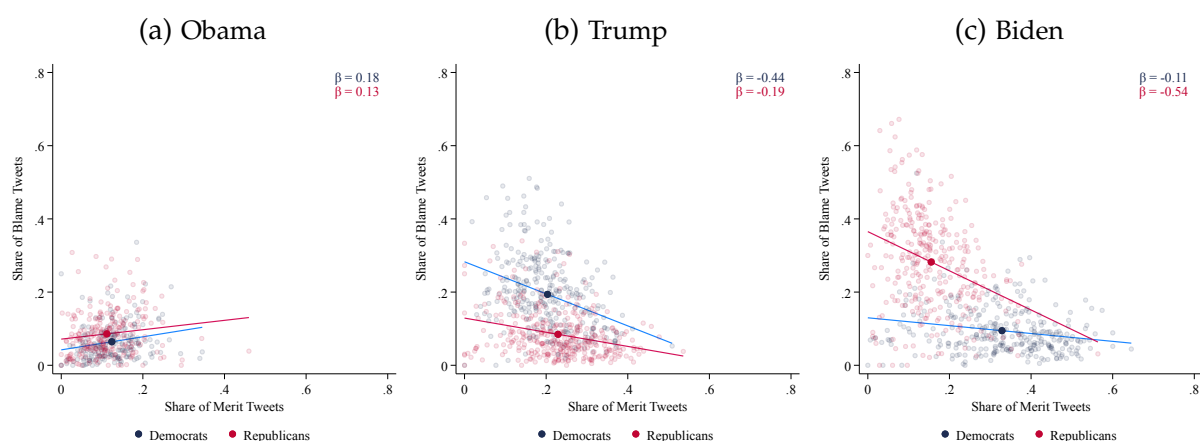 (a) Obama
.8
.6
.4
.2
0
Share of Blame Tweets
β = 0.18
β = 0.13
0 .2 .4 .6 .8
Share of Merit Tweets
Democrats Republicans
(b) Trump
.8
.6
.4
.2
0
Share of Blame Tweets
β = -0.44
β = -0.19
0 .2 .4 .6 .8
Share of Merit Tweets
Democrats Republicans
(c) Biden
.8
.6
.4
.2
0
Share of Blame Tweets
β = -0.11
β = -0.54
0 .2 .4 .6 .8
Share of Merit Tweets
Democrats Republicans